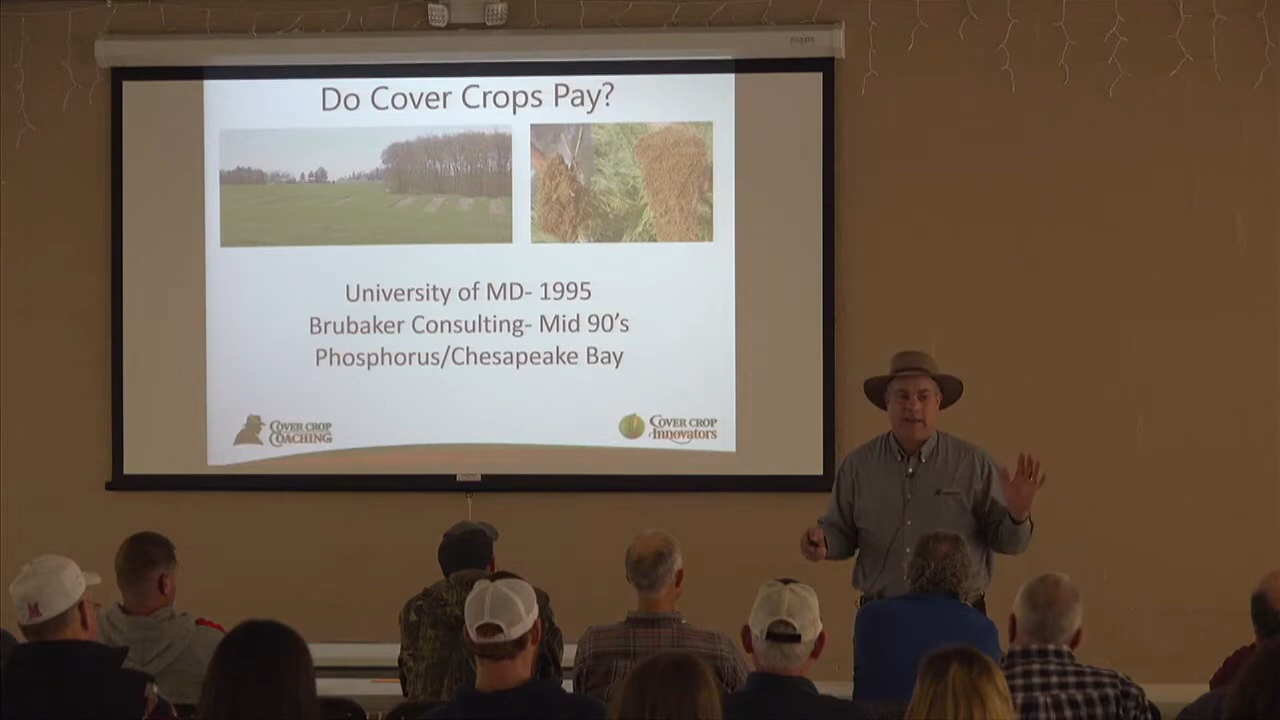 Do Cover Crops Pay?
University of MD- 1995
Brubaker Consulting- Mid 90's
Phosphorus/Chesapeake Bay
COVER CROP
COACHING
COVER CROP
INNOVATORS